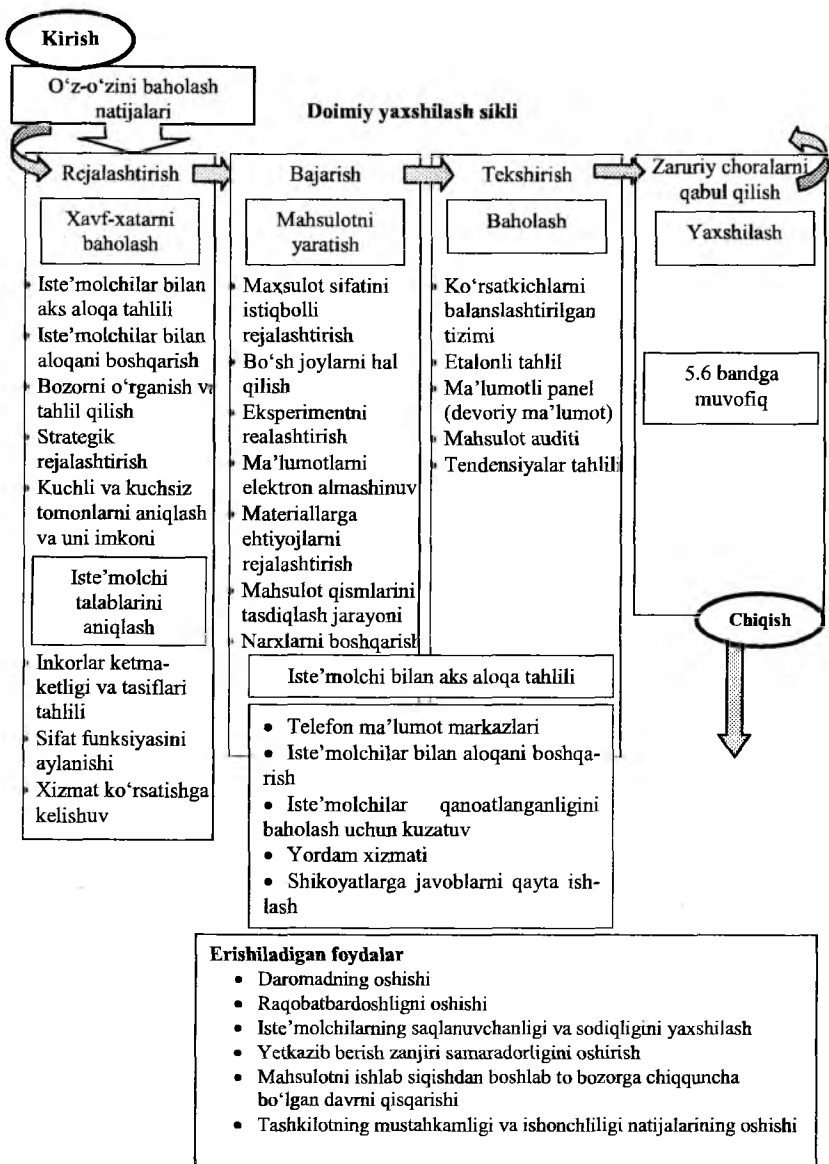 Kirish
O‘z-o‘zini baholash
natijalari
Doimiy yaxshilash sikli
Rejalashtirish
Xavf-xatarni
baholash
Iste’molchilar bilan
aks aloqa tahlili
Iste’molchilar bilan
aloqani boshqarish
Bozorni o‘rganish va
tahlil qilish
Strategik
rejalashtirish
Kuchli va kuchsiz
tomonlarni aniqlash
va uni imkoni
Iste’molchi
talablarini
aniqlash
Inkorlar ketma-
ketligi va tasiflari
tahlili
Sifat funksiyasini
aylanishi
Xizmat ko‘rsatishga
kelishuv
Bajarish
Mahsulotni
yaratish
Maxsulot sifatini
istiqbolli
rejalashtirish
Bo‘sh joylarni hal
qilish
Eksperimentni
realashtirish
Ma’lumotlarni
elektron almashinuv
Materiallarga
ehtiyojlarni
rejalashtirish
Mahsulot qismlarini
tasdiqlash jarayoni
Narxlarni boshqarish
Tekshirish
Baholash
Ko‘rsatkichlarni
balanslashtirilgan
tizimi
Etalonli tahlil
Ma’lumotli panel
(devoriy ma’lumot)
Mahsulot auditi
Tendensiyalar tahlili
Zaruriy choralarni
qabul qilish
Yaxshilash
5.6 bandga
muvofiq
Chiqish
Iste’molchi bilan aks aloqa tahlili
• Telefon ma’lumot markazlari
• Iste’molchilar bilan aloqani boshqa-
rish
• Iste’molchilar qanoatlanganligini
baholash uchun kuzatuv
• Yordam xizmati
• Shikoyatlarga javoblarni qayta ish-
lash
Erishiladigan foydalar
• Daromadning oshishi
• Raqobatbardoshligni oshishi
• Iste’molchilarning saqlanuvchanligi va sodiqligini yaxshilash
• Yetkazib berish zanjiri samaradorligini oshirish
• Mahsulotni ishlab siqishdan boshlab to bozorga chiqquncha
bo‘lgan davrni qisqarishi
• Tashkilotning mustahkamligi va ishonchliligi natijalarining oshishi